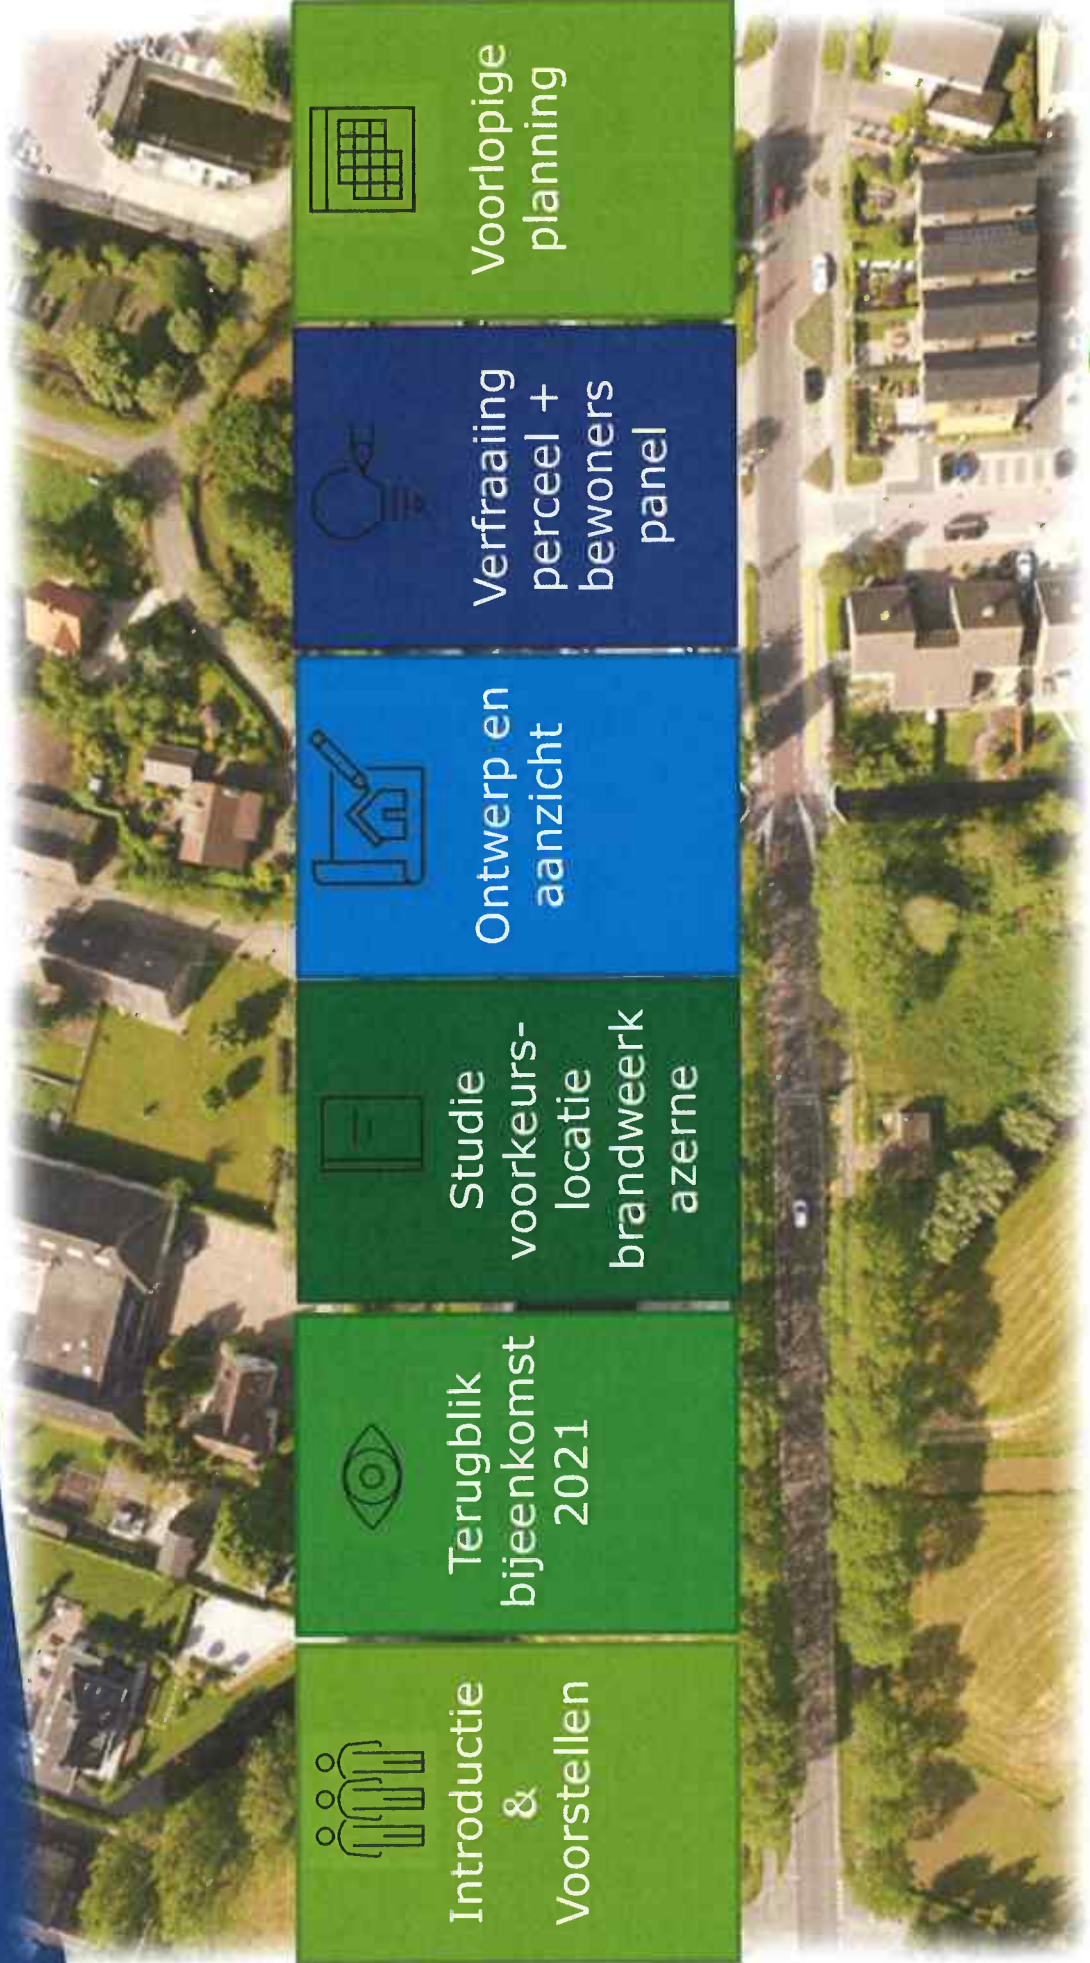 Introductie
&
Voorstellen
Terugblik
bijeenkomst
2021
Studie
voorkeurs-
locatie
brandweerk
azerne
Ontwerp en
aanzicht
Verfraaiing
perceel +
bewoners
panel
Voorlopige
planning